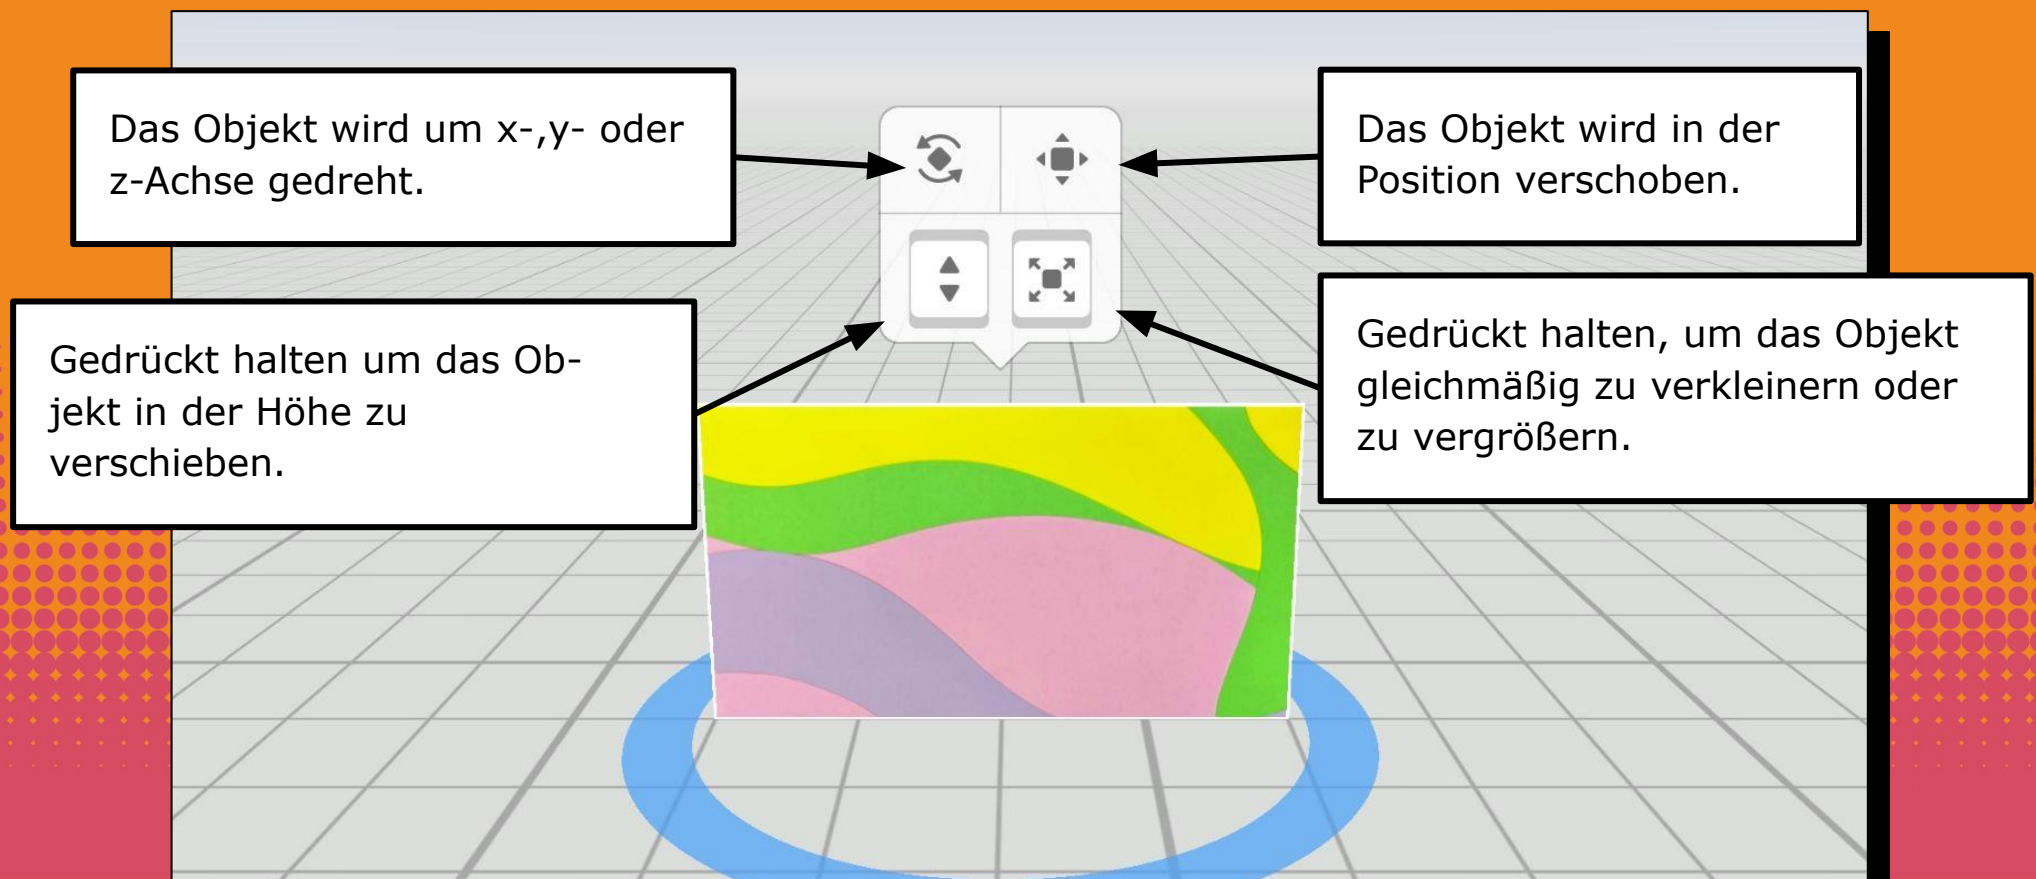 Das Objekt wird um x-,y- oder
z-Achse gedreht.
Das Objekt wird in der
Position verschoben.
Gedrückt halten um das Ob-
jekt in der Höhe zu
verschieben.
Gedrückt halten, um das Objekt
gleichmäßig zu verkleinern oder
zu vergrößern.